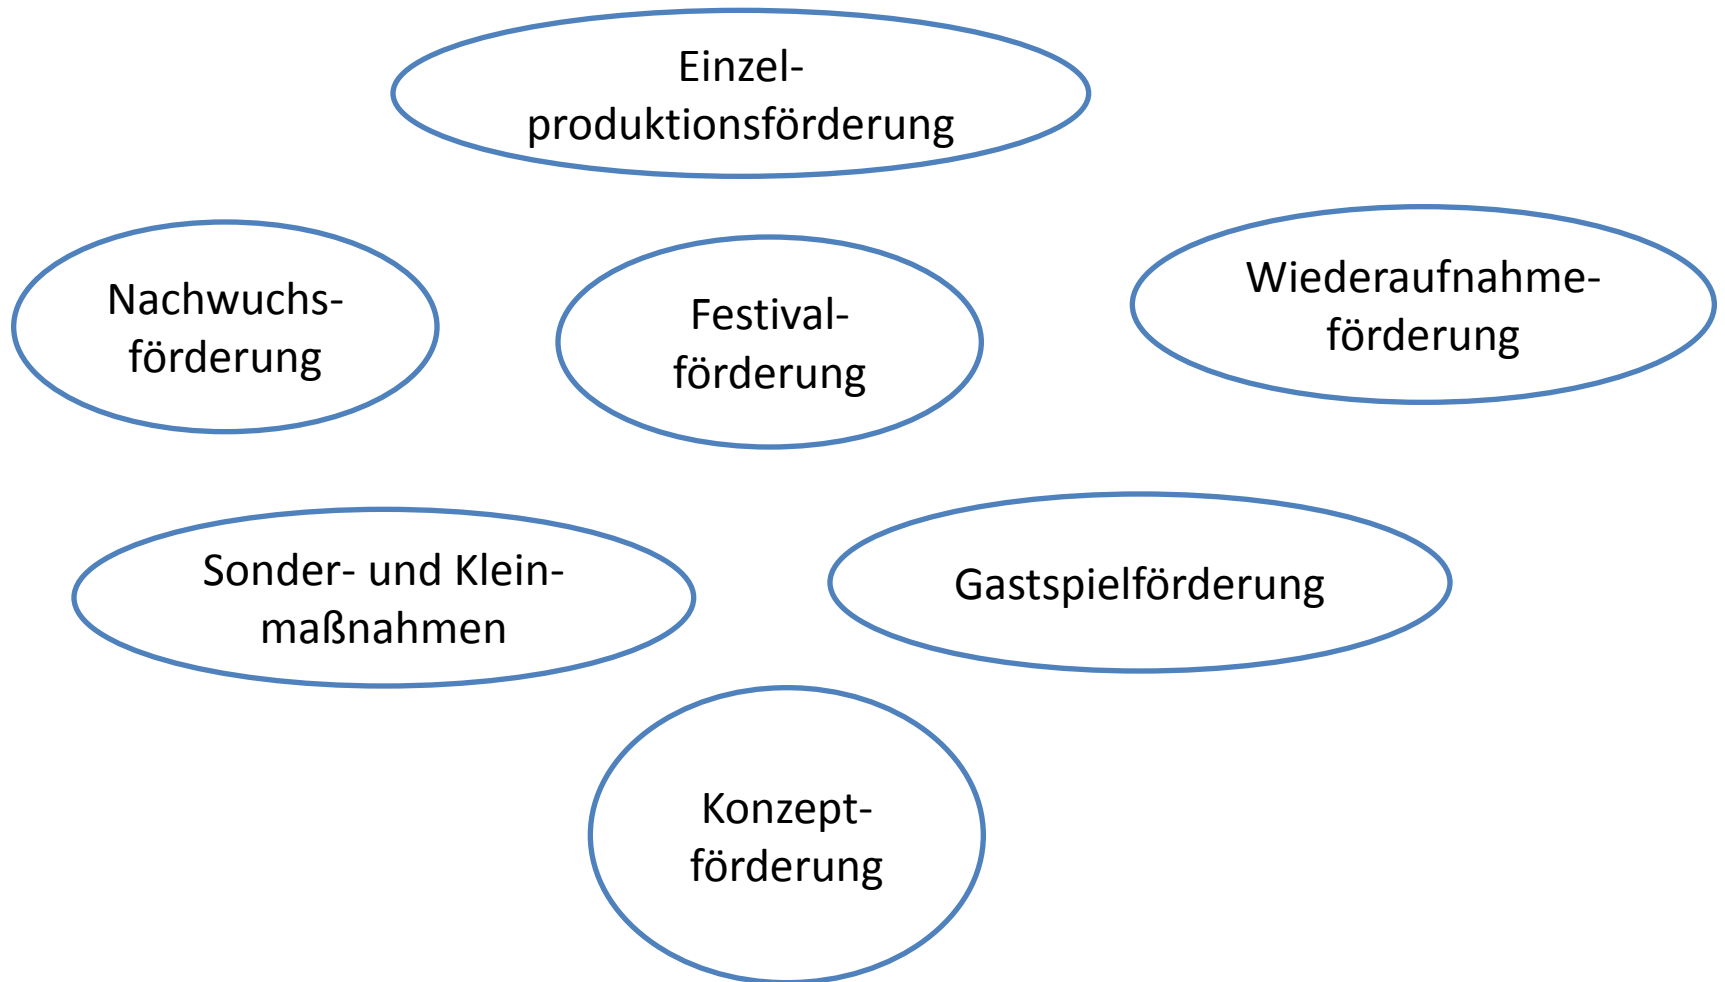 Einzel-
produktionsförderung
Nachwuchs-
förderung
Festival-
förderung
Wiederaufnahme-
förderung
Sonder- und Klein-
maßnahmen
Gastspielförderung
Konzept-
förderung